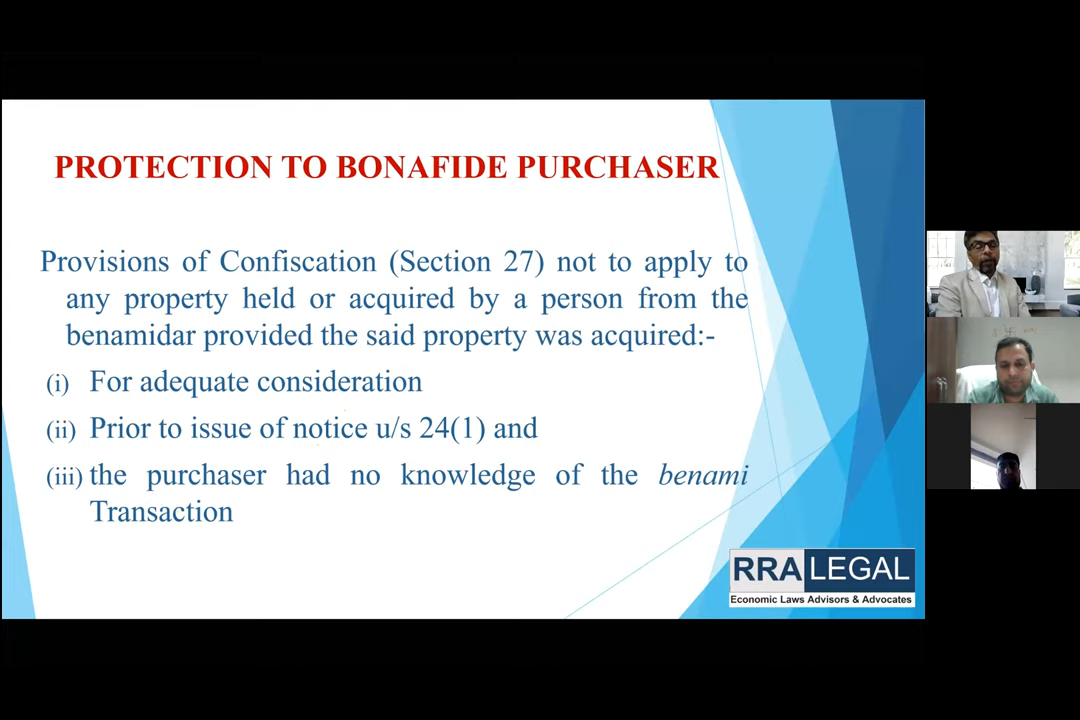 PROTECTION TO BONAFIDE PURCHASER
Provisions of Confiscation (Section 27) not to apply to
any property held or acquired by a person from the
benamidar provided the said property was acquired:-
(i) For adequate consideration
(ii) Prior to issue of notice u/s 24(1) and
(iii) the purchaser had no knowledge of the benami
Transaction
RRA LEGAL
Economic Laws Advisors & Advocates